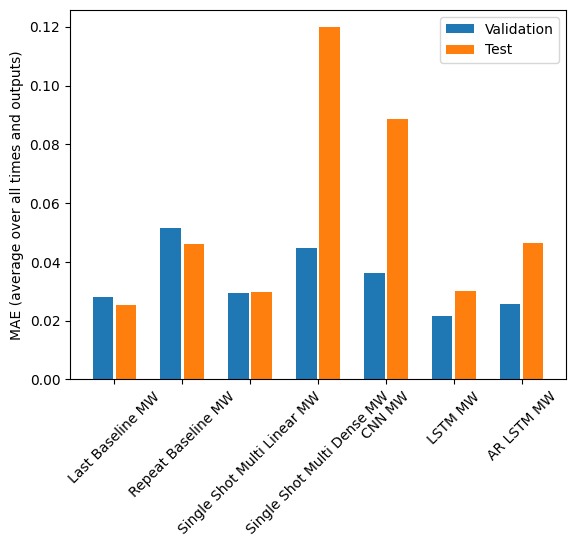 0.12
0.10
0.08
0.06
0.04
0.02
0.00
MAE (average over all times and outputs)
Validation
Test
Last Baseline MW
Repeat Baseline MW
Single Shot Multi Linear MW
Single Shot Multi Dense MW
CNN MW
LSTM MW
AR LSTM MW